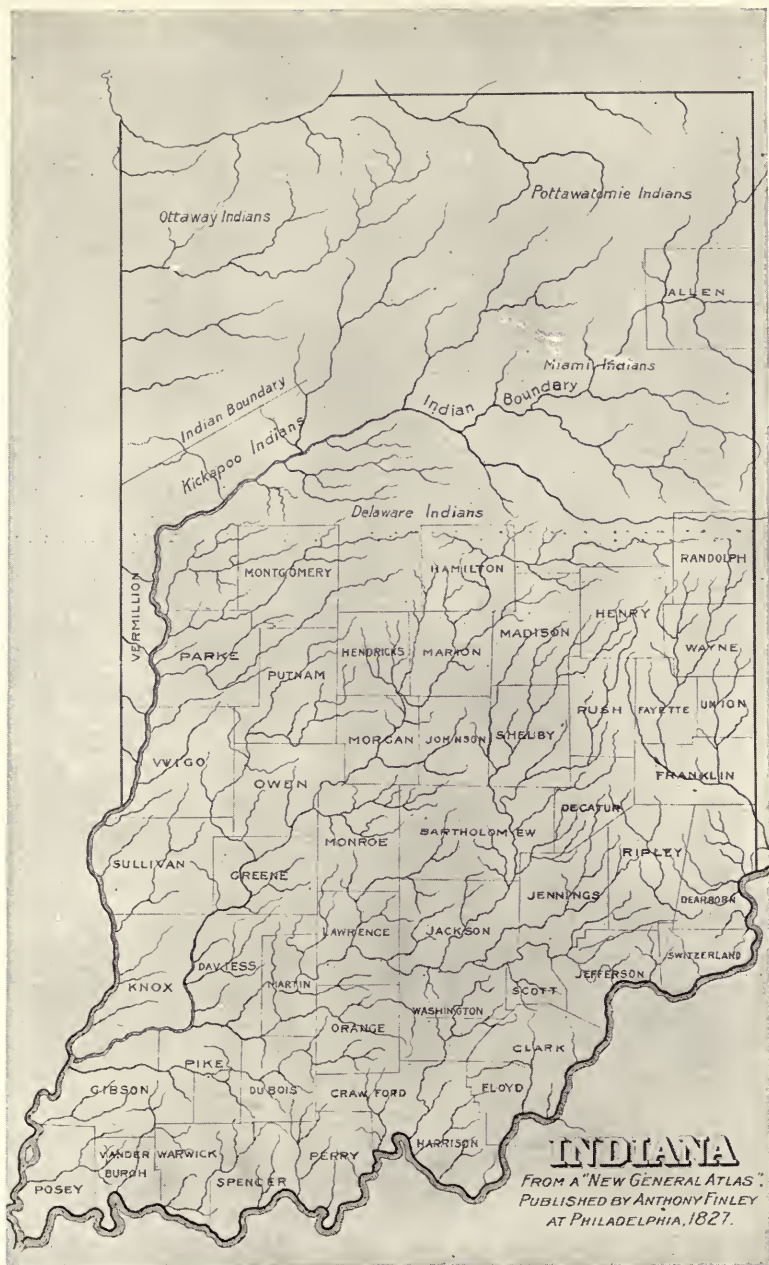 Ottaway Indians
Pottawatomie Indians
ALLEN
Miami Indians
Indian Boundary
Indian Boundary
Kickapoo Indians
Delaware Indians
RANDOLPH
MONTGOMERY
HAMILTON
VERMILLION
HENRY
MADISON
WAYNE
PARKE
HENDRICKS
MARION
PUTNAM
RUSH
FAYETTE
UNION
MORGAN
JOHNSON
SHELBY
VWIGO
OWEN
FRANKLIN
DECATUR
BARTHOLOMEW
MONROE
RIPLEY
SULLIVAN
GREENE
JENNINGS
DEARBORN
LAWRENCE
JACKSON
SWITZERLAND
DAVIESS
JEFFERSON
KNOX
MARTIN
SCOTT
WASHINGTON
ORANGE
CLARK
PIKE
GIBSON
DUBOIS
CRAWFORD
FLOYD
HARRISON
VANDER
BURGH
WARWICK
PERRY
SPENCER
POSEY
INDIANA
FROM A "NEW GENERAL ATLAS".
PUBLISHED BY ANTHONY FINLEY
AT PHILADELPHIA, 1827.